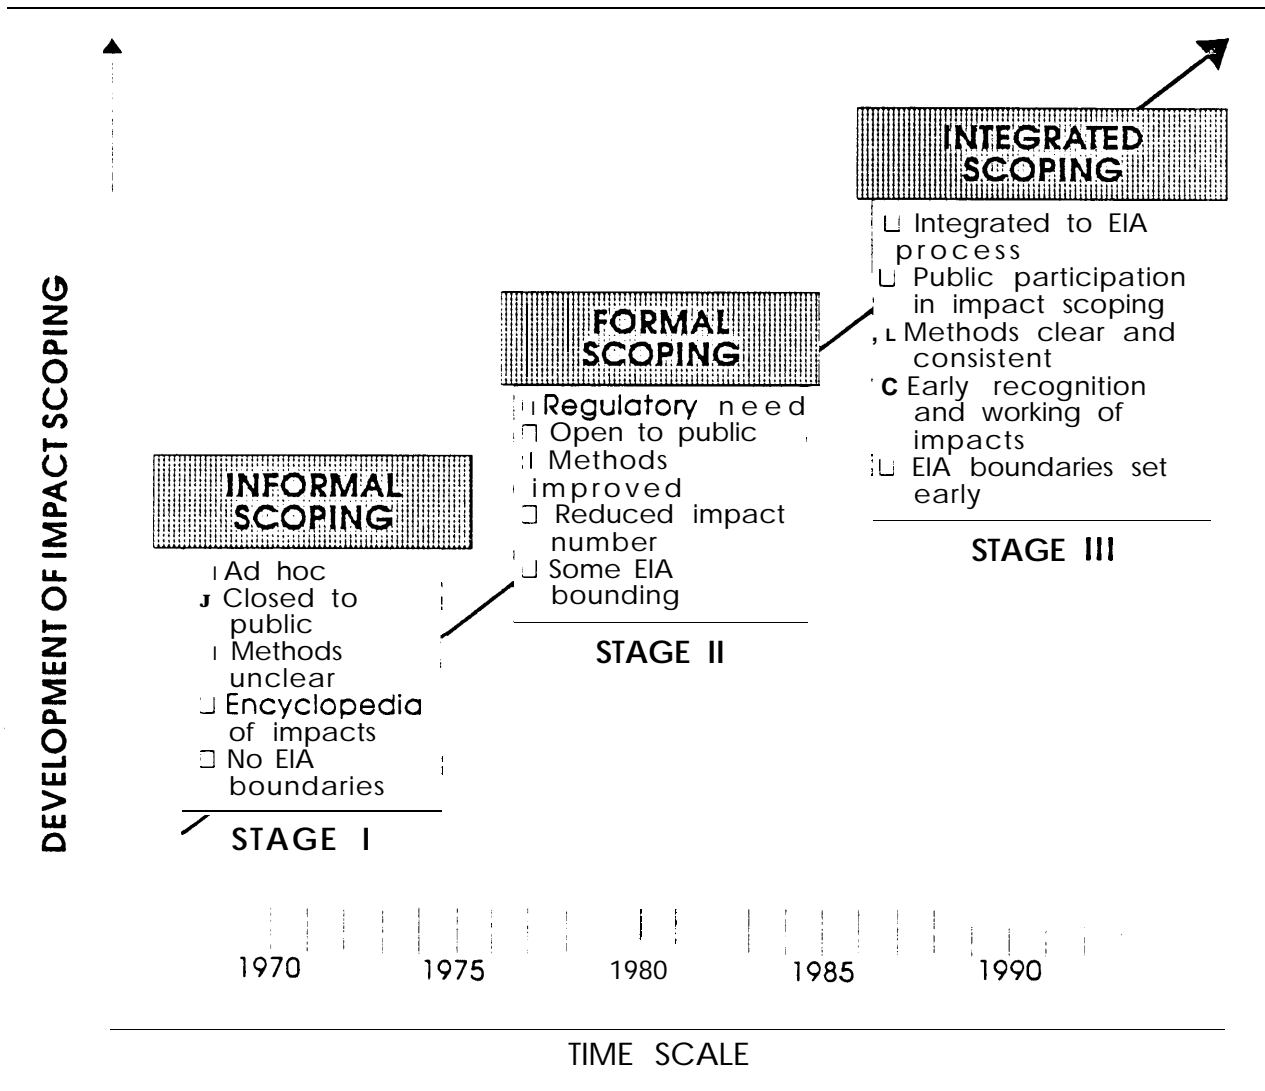 DEVELOPMENT OF IMPACT SCOPING
INFORMAL
SCOPING
Ad hoc
Closed to
public
Methods
unclear
Encyclopedia
of impacts
No EIA
boundaries
STAGE I
FORMAL
SCOPING
Regulatory need
Open to public
Methods
improved
Reduced impact
number
Some EIA
bounding
STAGE II
INTEGRATED
SCOPING
Integrated to EIA
process
Public participation
in impact scoping
Methods clear and
consistent
Early recognition
and working of
impacts
EIA boundaries set
early
STAGE III
1970 1975 1980 1985 1990
TIME SCALE